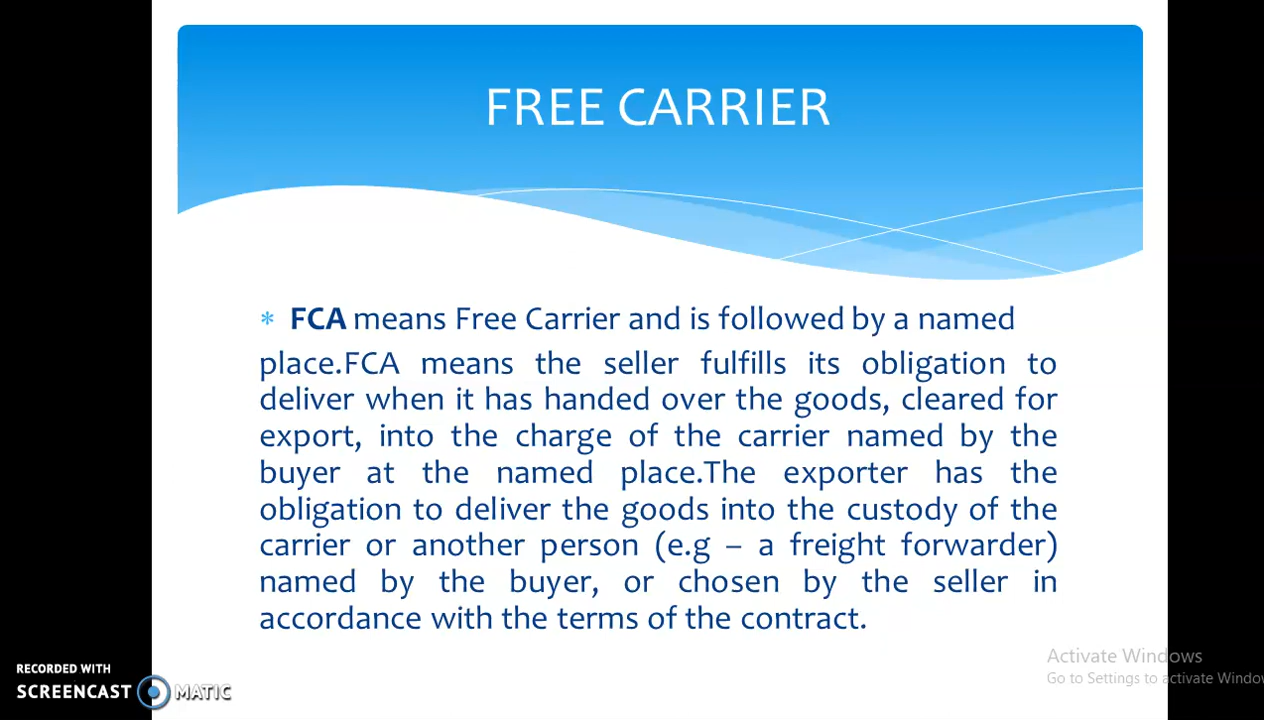 FREE CARRIER
* FCA means Free Carrier and is followed by a named
place.FCA means the seller fulfills its obligation to
deliver when it has handed over the goods, cleared for
export, into the charge of the carrier named by the
buyer at the named place.The exporter has the
obligation to deliver the goods into the custody of the
carrier or another person (e.g – a freight forwarder)
named by the buyer, or chosen by the seller in
accordance with the terms of the contract.
Activate Windows
Go to Settings to activate Windo
RECORDED WITH
SCREENCAST MATIC